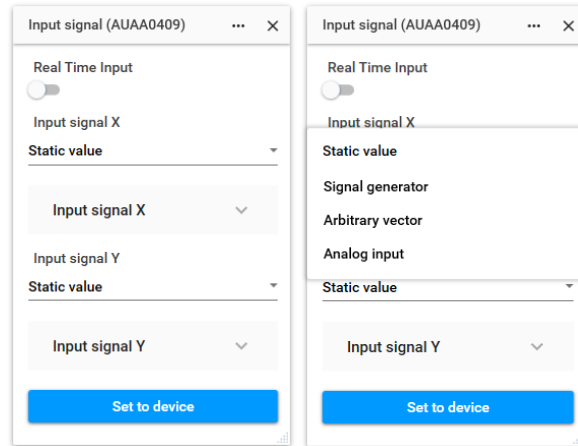 Input signal (AUAA0409)
Real Time Input
Input signal X
Static value
Input signal X
Input signal Y
Static value
Input signal Y
Set to device
Input signal (AUAA0409)
Real Time Input
Input signal X
Static value
Signal generator
Arbitrary vector
Analog input
Static value
Input signal Y
Set to device